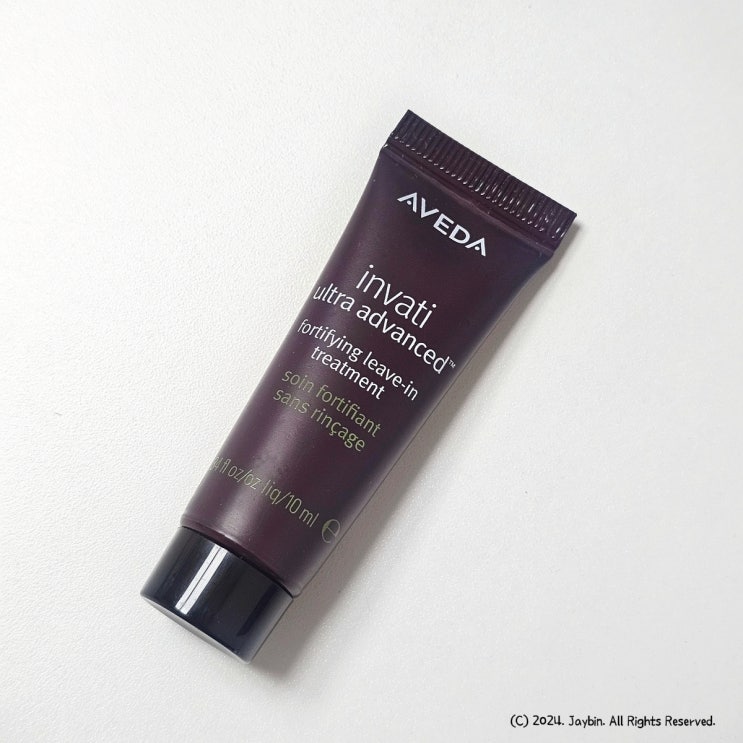 AVEDA
invati
ultra advanced™
fortifying leave-in
treatment
soin fortifiant
sans rinçage
4 fl oz/oz liq/10 ml ℮
(C) 2024. Jaybin. All Rights Reserved.